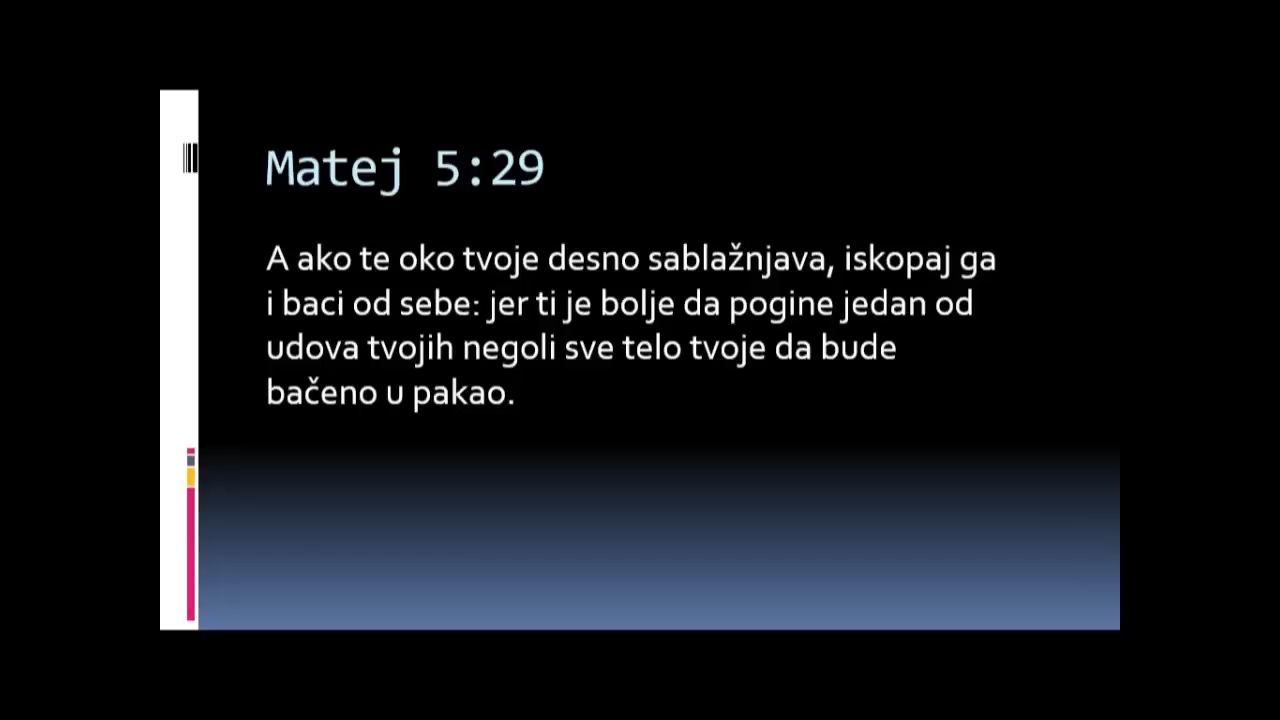 Matej 5:29
A ako te oko tvoje desno sablažnjava, iskopaj ga
i baci od sebe: jer ti je bolje da pogine jedan od
udova tvojih negoli sve telo tvoje da bude
bačeno u pakao.